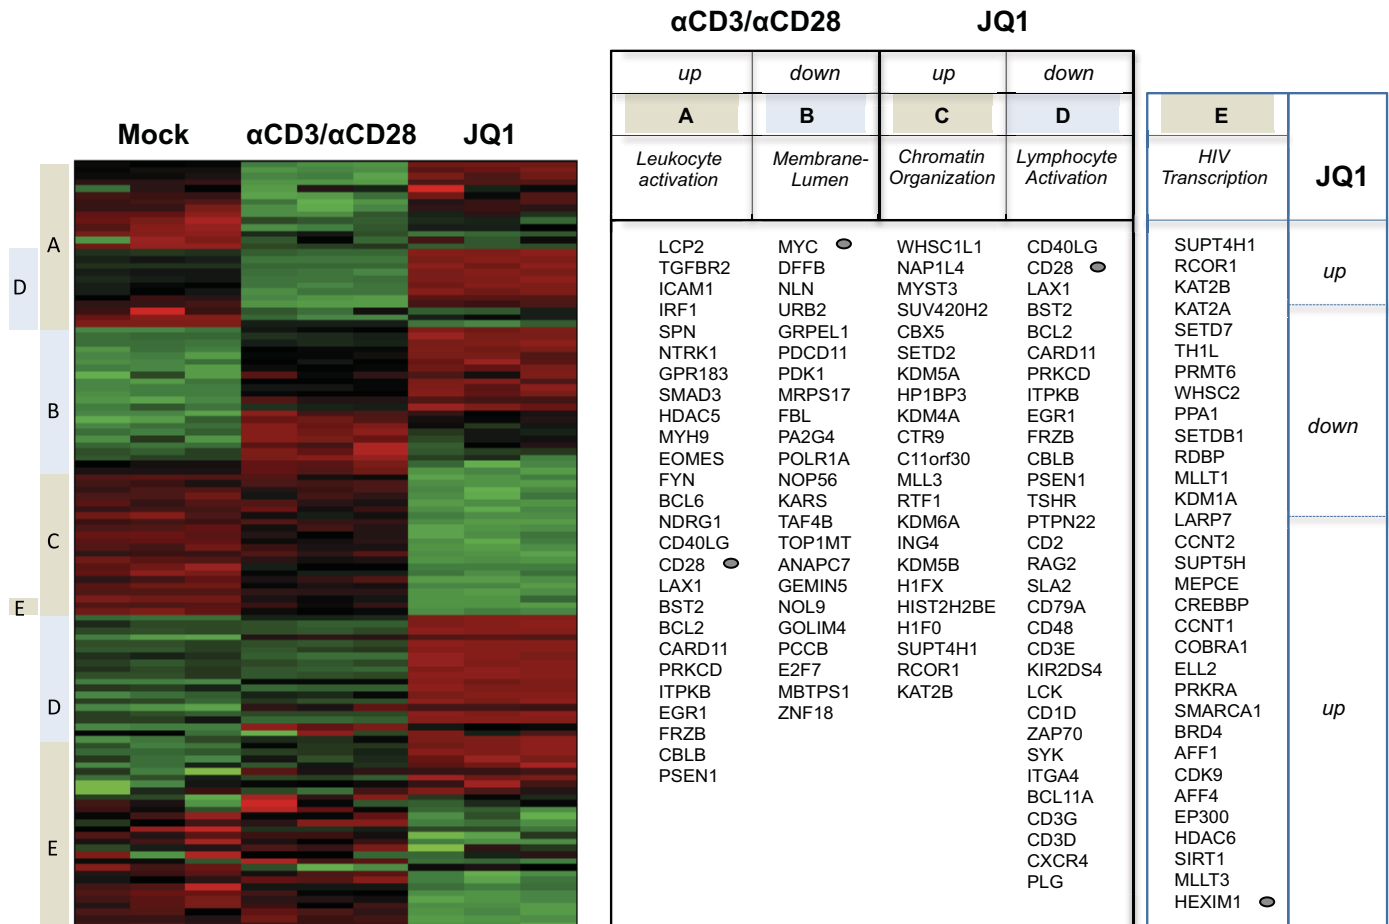 αCD3/αCD28 JQ1
up down up down
A B C D E
Mock αCD3/αCD28 JQ1
Leukocyte activation
Membrane-Lumen
Chromatin Organization
Lymphocyte Activation
HIV Transcription
JQ1
A
D
B
C
E
D
E
LCP2
TGFBR2
ICAM1
IRF1
SPN
NTRK1
GPR183
SMAD3
HDAC5
MYH9
EOMES
FYN
BCL6
NDRG1
CD40LG
CD28
LAX1
BST2
BCL2
CARD11
PRKCD
ITPKB
EGR1
FRZB
CBLB
PSEN1
MYC
DFFB
NLN
URB2
GRPEL1
PDCD11
PDK1
MRPS17
FBL
PA2G4
POLR1A
NOP56
KARS
TAF4B
TOP1MT
ANAPC7
GEMIN5
NOL9
GOLIM4
PCCB
E2F7
MBTPS1
ZNF18
WHSC1L1
NAP1L4
MYST3
SUV420H2
CBX5
SETD2
KDM5A
HP1BP3
KDM4A
CTR9
C11orf30
MLL3
RTF1
KDM6A
ING4
KDM5B
H1FX
HIST2H2BE
H1F0
SUPT4H1
RCOR1
KAT2B
CD40LG
CD28
LAX1
BST2
BCL2
CARD11
PRKCD
ITPKB
EGR1
FRZB
CBLB
PSEN1
TSHR
PTPN22
CD2
RAG2
SLA2
CD79A
CD48
CD3E
KIR2DS4
LCK
CD1D
ZAP70
SYK
ITGA4
BCL11A
CD3G
CD3D
CXCR4
PLG
SUPT4H1
RCOR1
KAT2B
KAT2A
SETD7
TH1L
PRMT6
WHSC2
PPA1
SETDB1
RDBP
MLLT1
KDM1A
LARP7
CCNT2
SUPT5H
MEPCE
CREBBP
CCNT1
COBRA1
ELL2
PRKRA
SMARCA1
BRD4
AFF1
CDK9
AFF4
EP300
HDAC6
SIRT1
MLLT3
HEXIM1
up
down
up